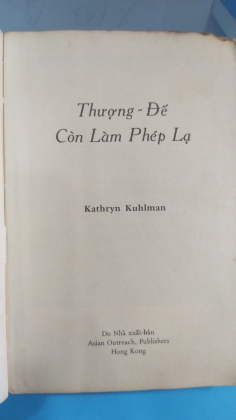 Thượng-Đế
Còn Làm Phép Lạ
Kathryn Kuhlman
Do Nhà xuất-bản
Asian Outreach, Publishers
Hong Kong